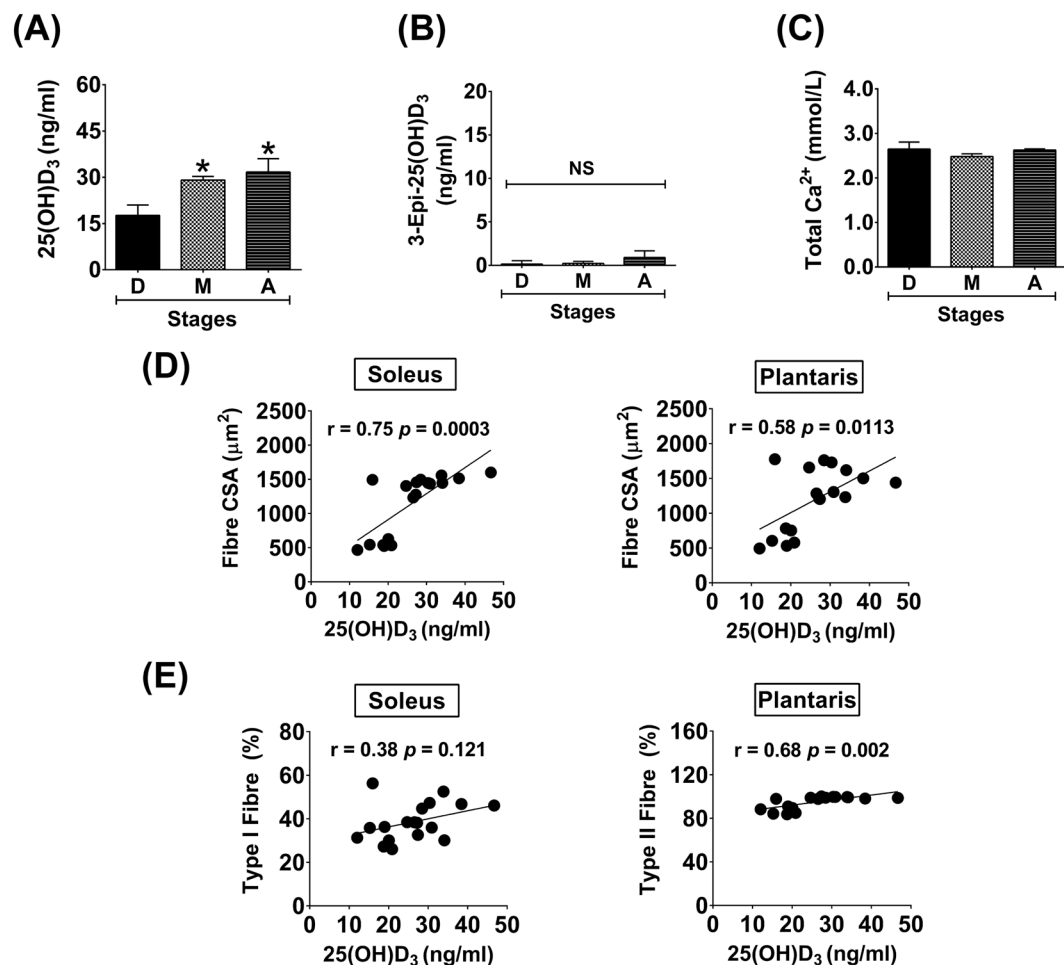 (A)
25(OH)D₃ (ng/ml)
60
45
30
15
0
*
*
D M A
Stages
(B)
3-Epi-25(OH)D₃
(ng/ml)
20
15
10
5
0
NS
D M A
Stages
(C)
Total Ca²⁺ (mmol/L)
4.0
3.0
2.0
1.0
0.0
D M A
Stages
(D)
Soleus
Fibre CSA (μm²)
2500
2000
1500
1000
500
0
r = 0.75 p = 0.0003
0 10 20 30 40 50
25(OH)D₃ (ng/ml)
Plantaris
Fibre CSA (μm²)
2500
2000
1500
1000
500
0
r = 0.58 p = 0.0113
0 10 20 30 40 50
25(OH)D₃ (ng/ml)
(E)
Soleus
Type I Fibre (%)
80
60
40
20
0
r = 0.38 p = 0.121
0 10 20 30 40 50
25(OH)D₃ (ng/ml)
Plantaris
Type II Fibre (%)
160
120
80
40
0
r = 0.68 p = 0.002
0 10 20 30 40 50
25(OH)D₃ (ng/ml)